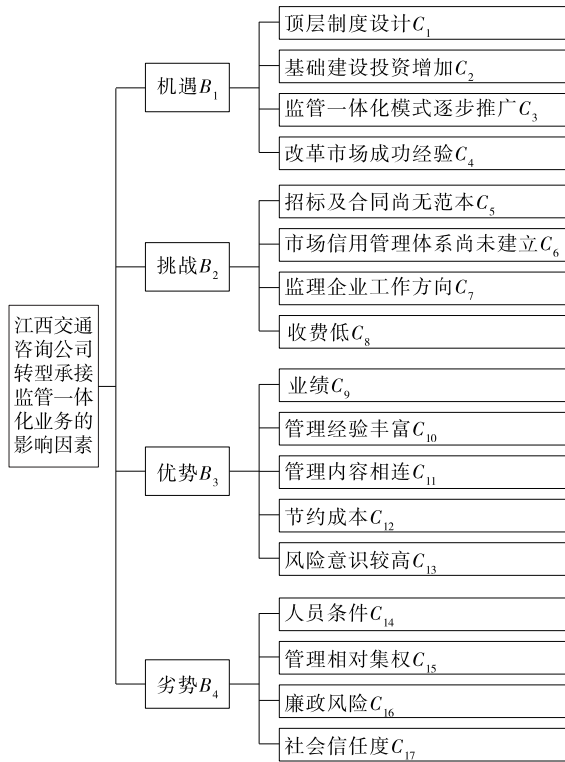 江西交通
咨询公司
转型承接
监管一体
化业务的
影响因素
机遇B₁
顶层制度设计C₁
基础建设投资增加C₂
监管一体化模式逐步推广C₃
改革市场成功经验C₄
挑战B₂
招标及合同尚无范本C₅
市场信用管理体系尚未建立C₆
监理企业工作方向C₇
收费低C₈
优势B₃
业绩C₉
管理经验丰富C₁₀
管理内容相连C₁₁
节约成本C₁₂
风险意识较高C₁₃
劣势B₄
人员条件C₁₄
管理相对集权C₁₅
廉政风险C₁₆
社会信任度C₁₇